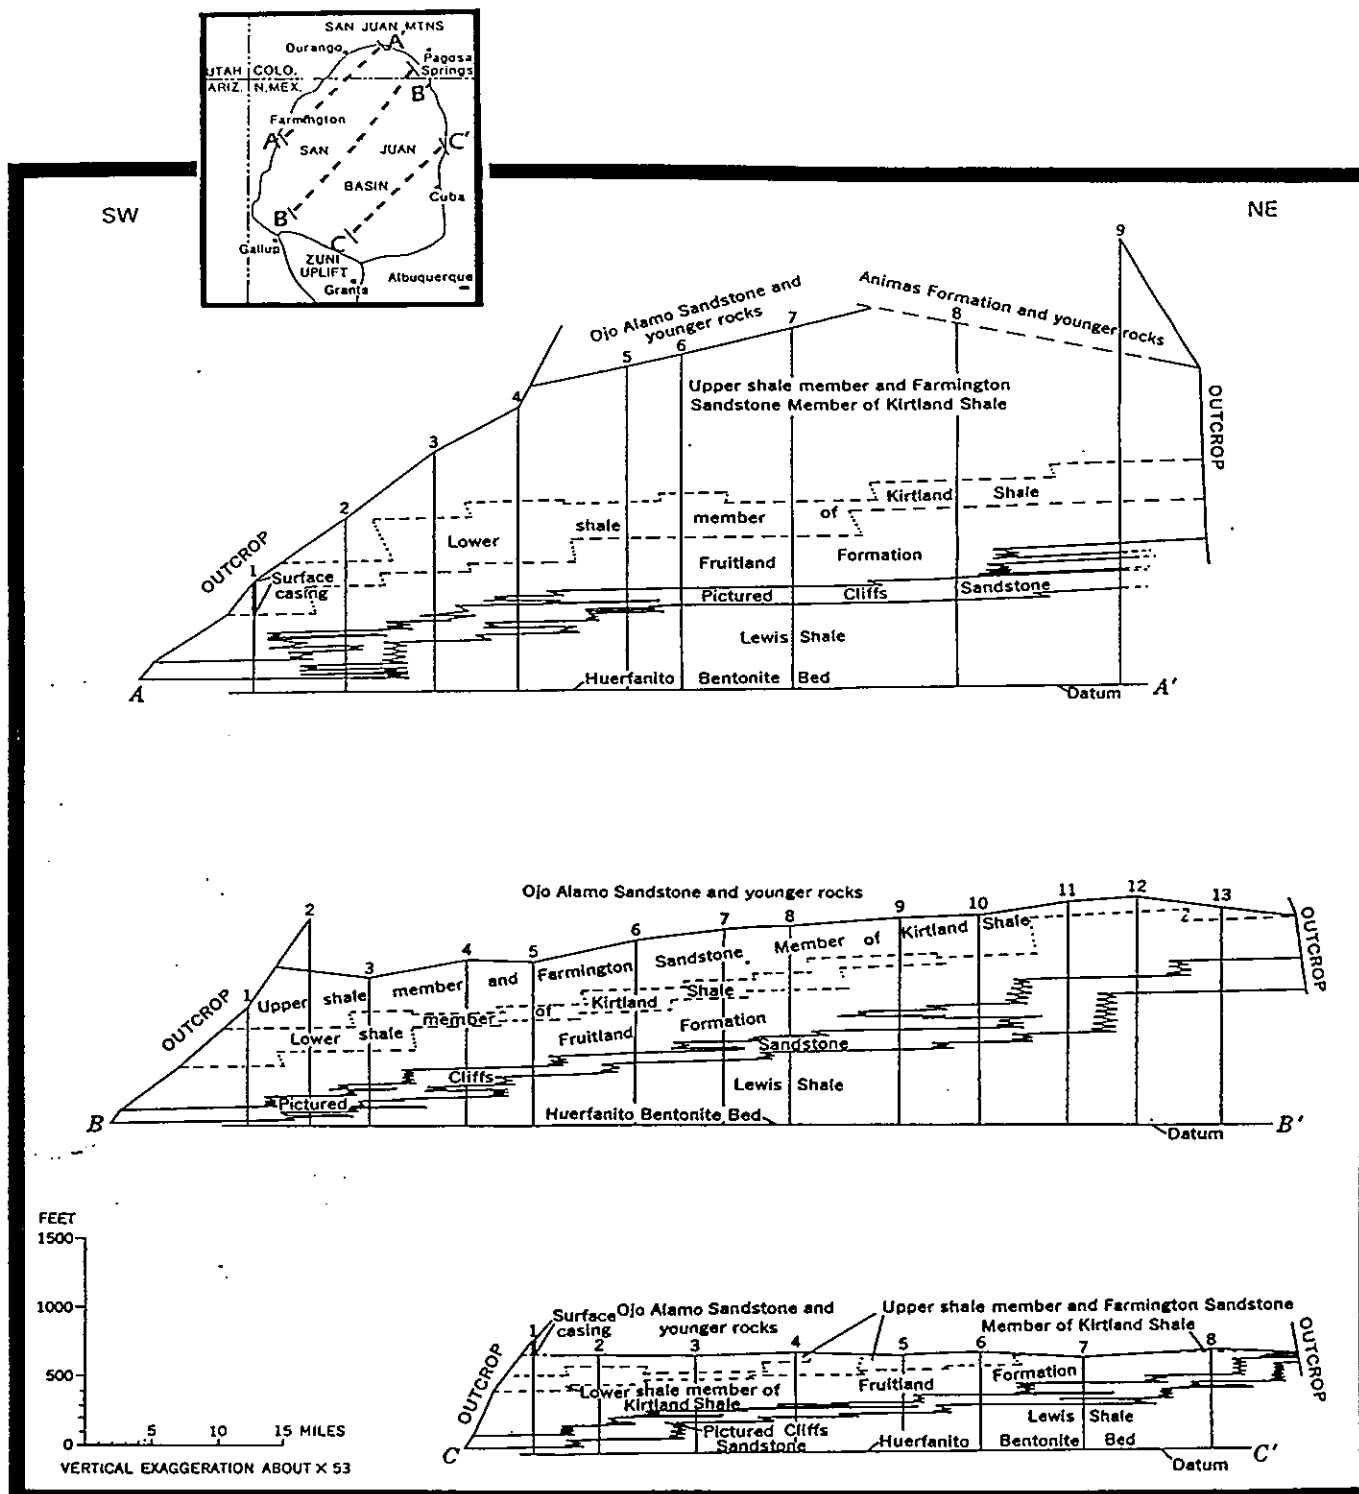 SAN JUAN MTNS
Durango
A'
Pagosa
Springs
UTAH COLO.
ARIZ. N.MEX.
B'
Farmington
A
SAN JUAN
C'
BASIN
Cuba
B
C
Gallup
ZUNI
UPLIFT
Albuquerque
Grants
SW
NE
9
Ojo Alamo Sandstone and
younger rocks
Animas Formation and younger rocks
7
8
6
5
Upper shale member and Farmington
Sandstone Member of Kirtland Shale
4
3
2
1
OUTCROP
OUTCROP
Kirtland Shale
Lower shale member of
Fruitland Formation
Surface
casing
Pictured Cliffs Sandstone
Lewis Shale
Huerfanito Bentonite Bed
A
A'
Datum
Ojo Alamo Sandstone and younger rocks
1 2 3 4 5 6 7 8 9 10 11 12 13
OUTCROP
OUTCROP
Upper shale member and Farmington Sandstone Member of Kirtland Shale
Lower shale member of Kirtland Shale
Fruitland Formation
Pictured Cliffs Sandstone
Lewis Shale
Huerfanito Bentonite Bed
B
B'
Datum
FEET
1500
1000
500
0
5 10 15 MILES
VERTICAL EXAGGERATION ABOUT X 53
Surface
casing
Ojo Alamo Sandstone and
younger rocks
Upper shale member and Farmington Sandstone
Member of Kirtland Shale
1 2 3 4 5 6 7 8
OUTCROP
OUTCROP
Lower shale member of
Kirtland Shale
Fruitland Formation
Pictured Cliffs
Sandstone
Lewis Shale
Huerfanito Bentonite Bed
C
C'
Datum